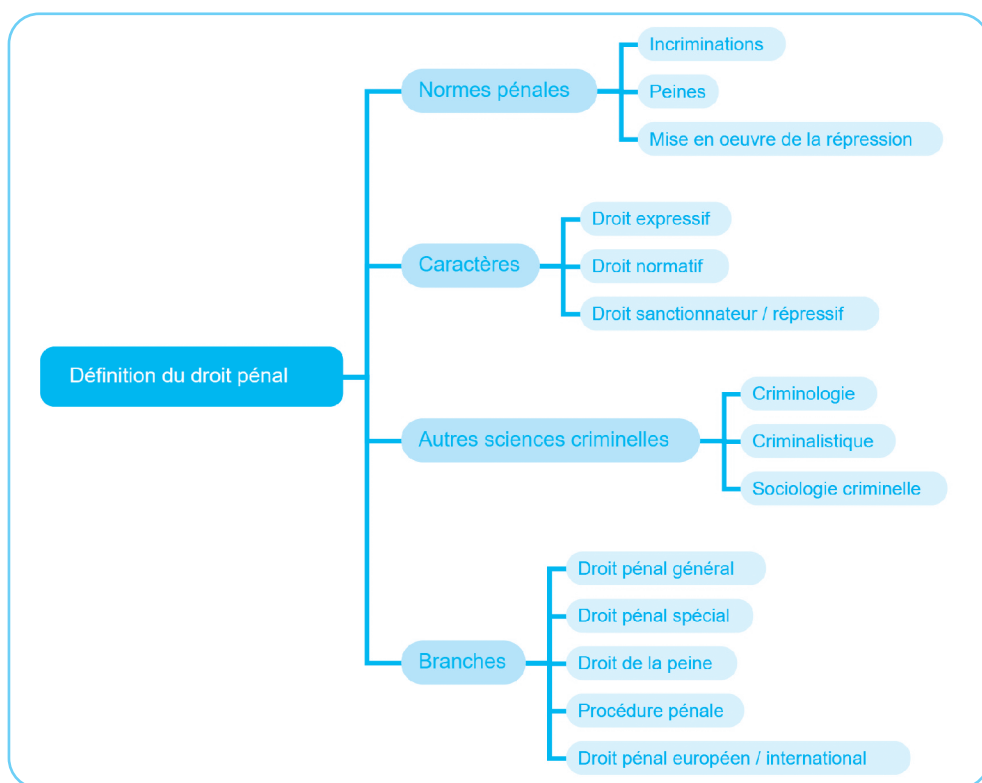 Définition du droit pénal
Normes pénales
Incriminations
Peines
Mise en oeuvre de la répression
Caractères
Droit expressif
Droit normatif
Droit sanctionnateur / répressif
Autres sciences criminelles
Criminologie
Criminalistique
Sociologie criminelle
Branches
Droit pénal général
Droit pénal spécial
Droit de la peine
Procédure pénale
Droit pénal européen / international